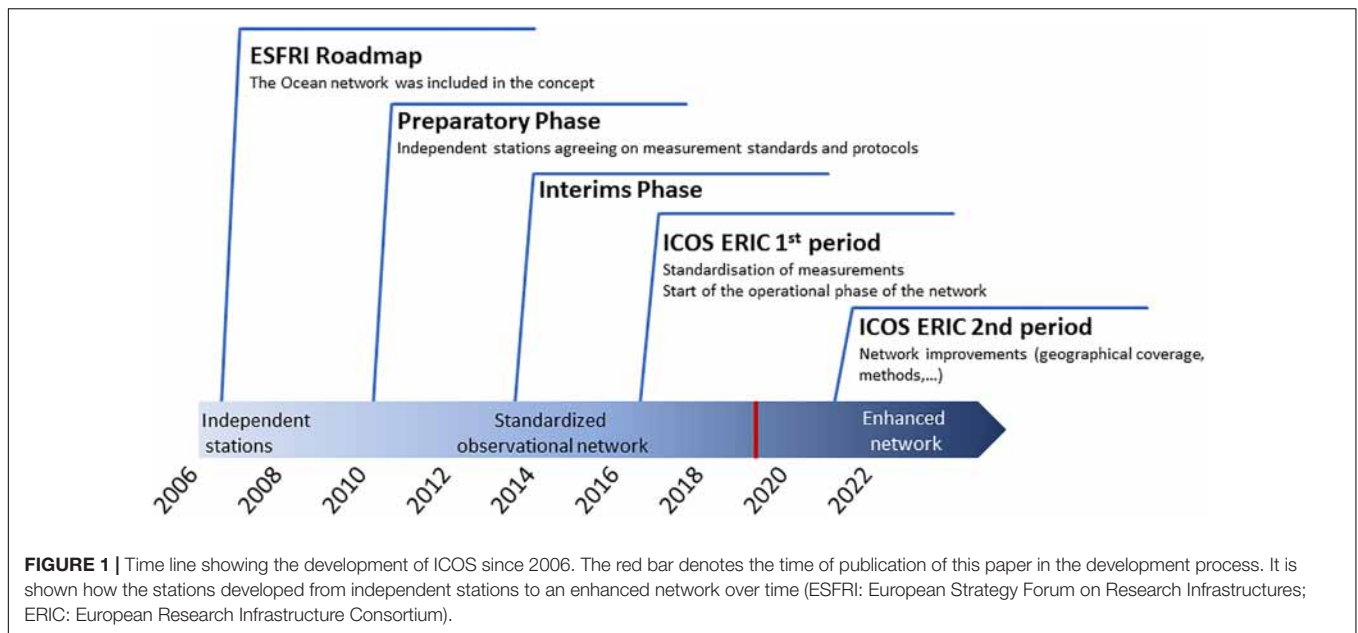 ESFRI Roadmap
The Ocean network was included in the concept
Preparatory Phase
Independent stations agreeing on measurement standards and protocols
Interims Phase
ICOS ERIC 1st period
Standardisation of measurements
Start of the operational phase of the network
ICOS ERIC 2nd period
Network improvements (geographical coverage,
methods,...)
Independent
stations
Standardized
observational network
Enhanced
network
2006
2008
2010
2012
2014
2016
2018
2020
2022
FIGURE 1 | Time line showing the development of ICOS since 2006. The red bar denotes the time of publication of this paper in the development process. It is
shown how the stations developed from independent stations to an enhanced network over time (ESFRI: European Strategy Forum on Research Infrastructures;
ERIC: European Research Infrastructure Consortium).